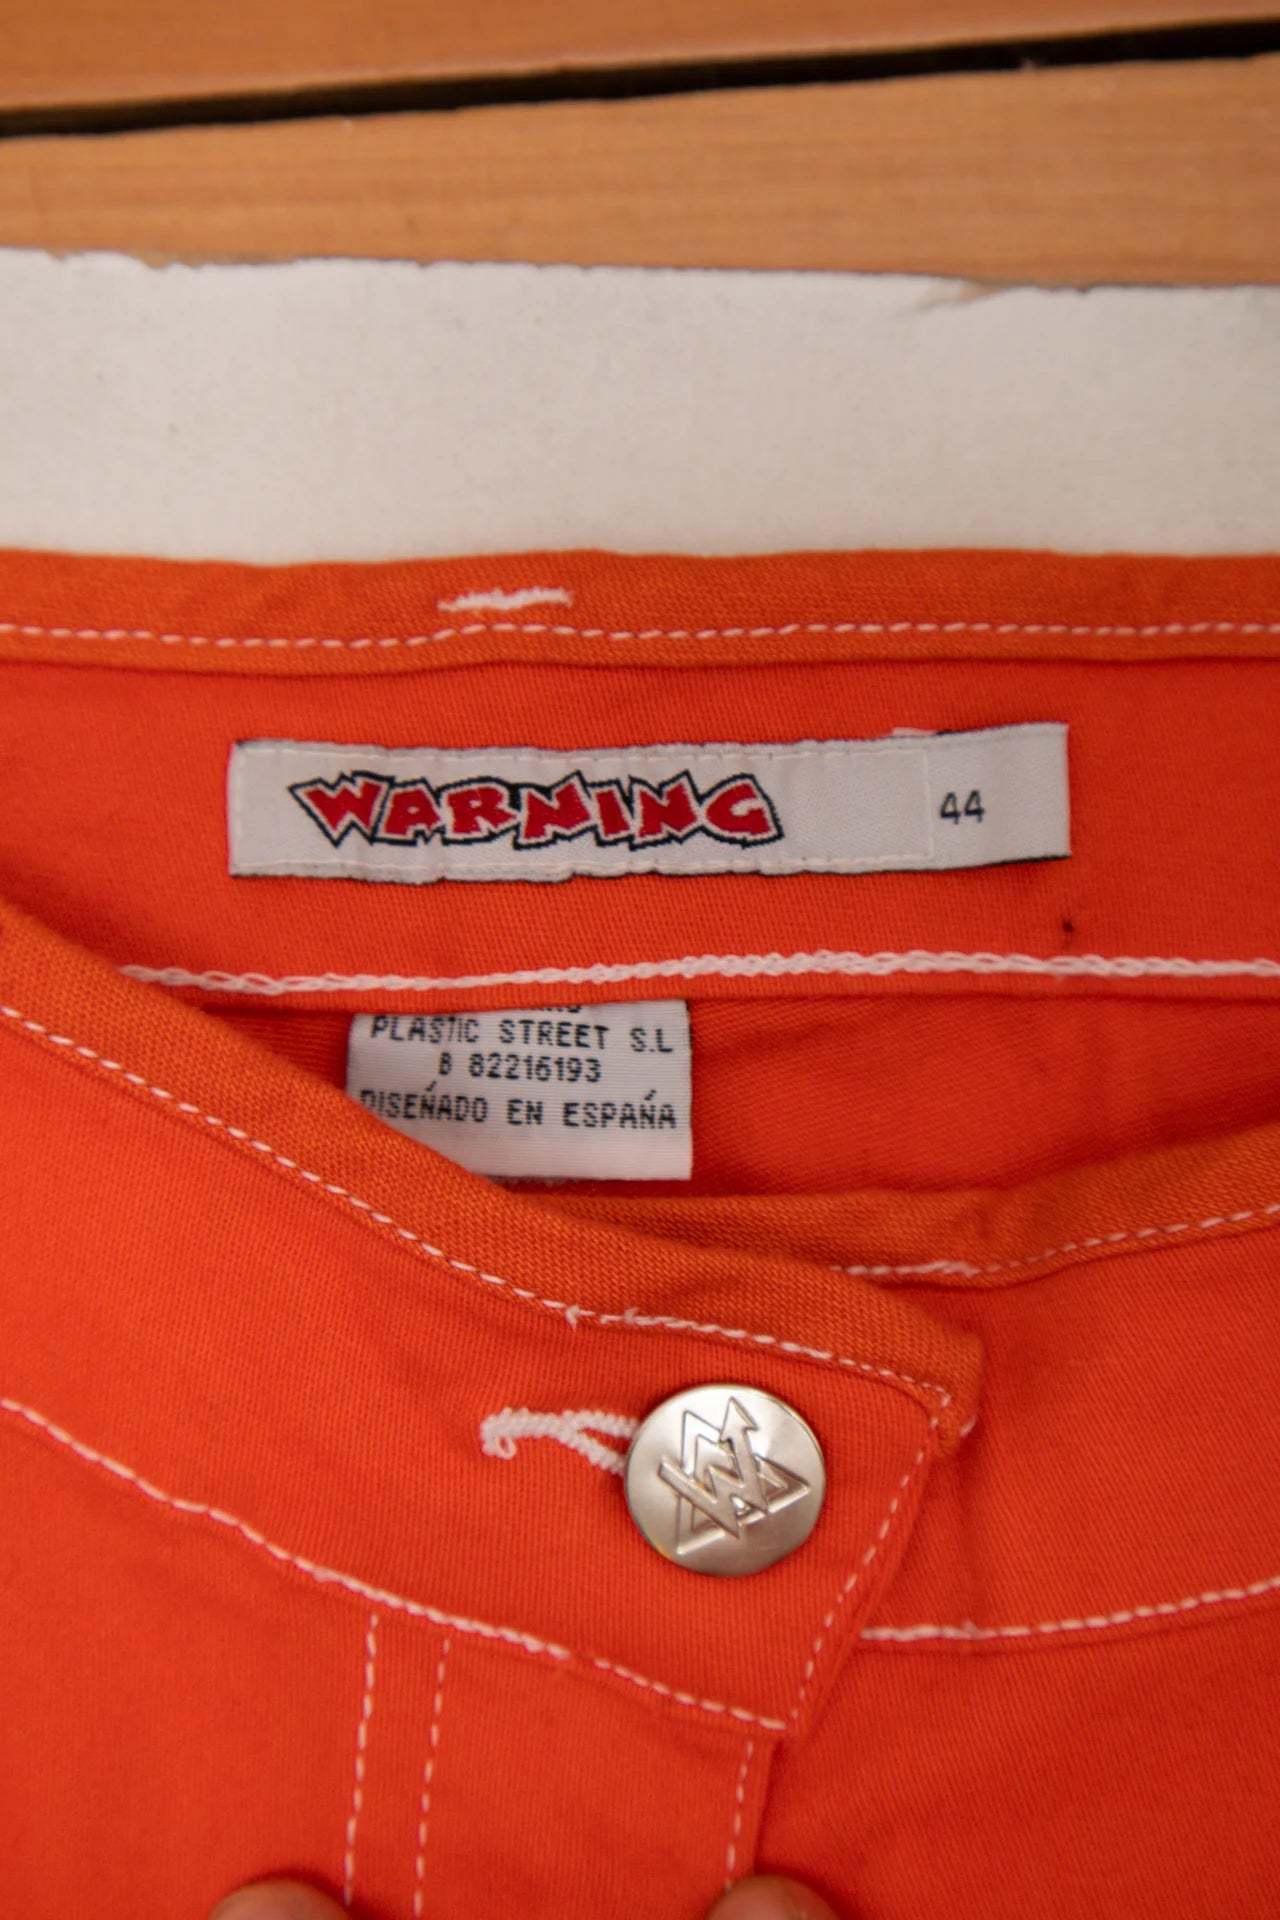 WARNING
44
PLASTIC STREET S.L
B 82216193
DISEÑADO EN ESPAÑA